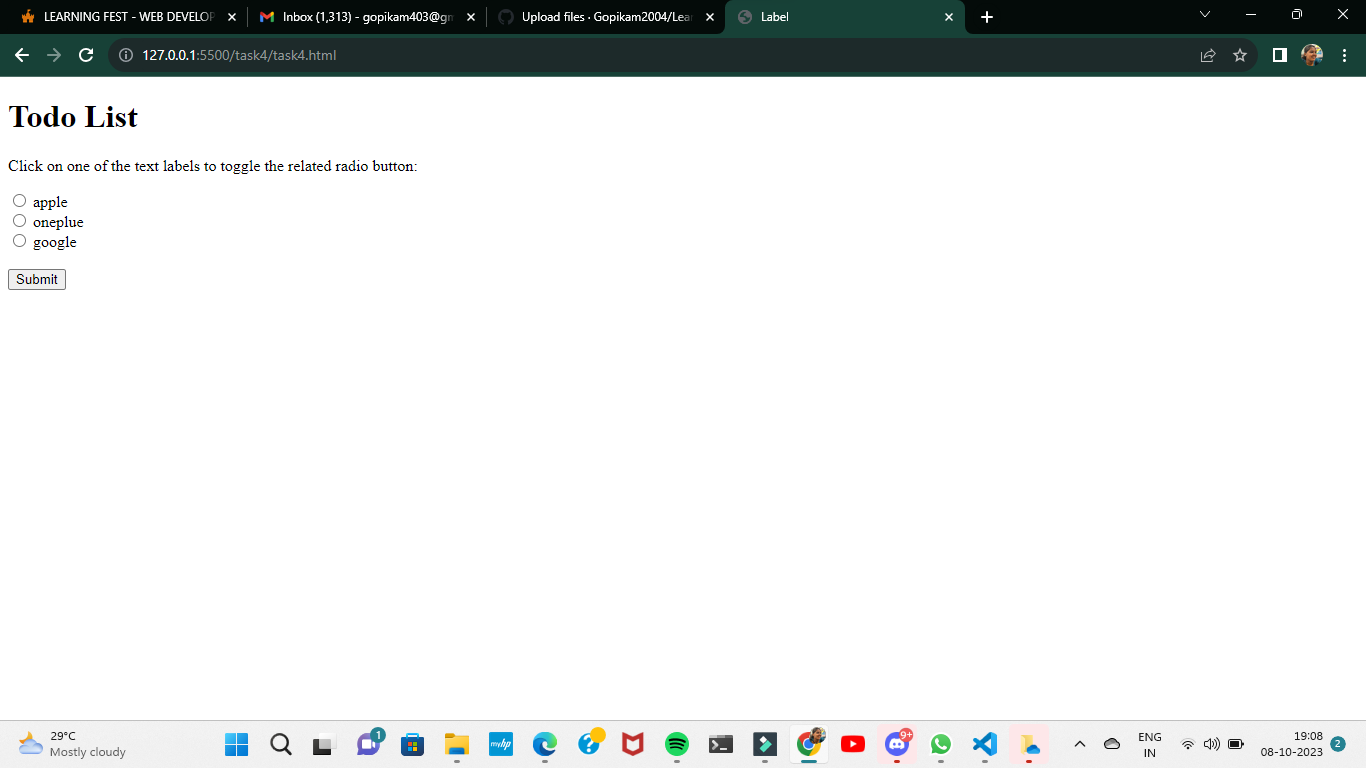 LEARNING FEST - WEB DEVELOP
Inbox (1,313) - gopikam403@gm
Upload files · Gopikam2004/Lear
Label
127.0.0.1:5500/task4/task4.html
Todo List
Click on one of the text labels to toggle the related radio button:
apple
oneplue
google
Submit
29°C
Mostly cloudy
1
myhp
9+
ENG
IN
19:08
08-10-2023
2